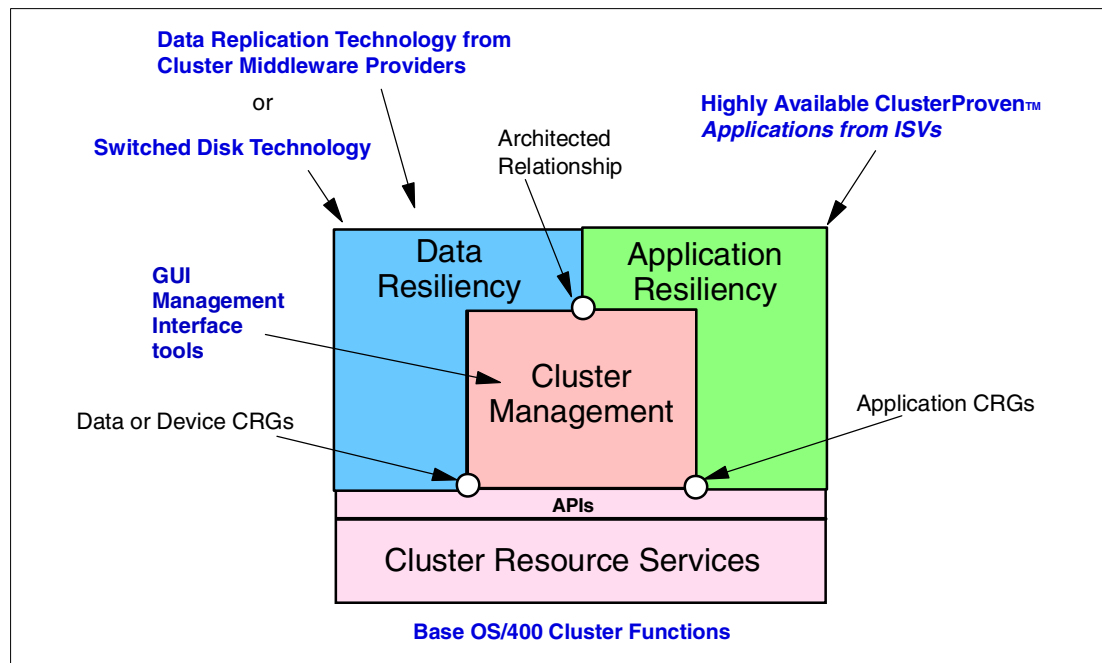 Data Replication Technology from
Cluster Middleware Providers
or
Switched Disk Technology
Highly Available ClusterProven™
Applications from ISVs
Architected
Relationship
Data
Resiliency
Application
Resiliency
GUI
Management
Interface
tools
Cluster
Management
Data or Device CRGs
Application CRGs
APIs
Cluster Resource Services
Base OS/400 Cluster Functions